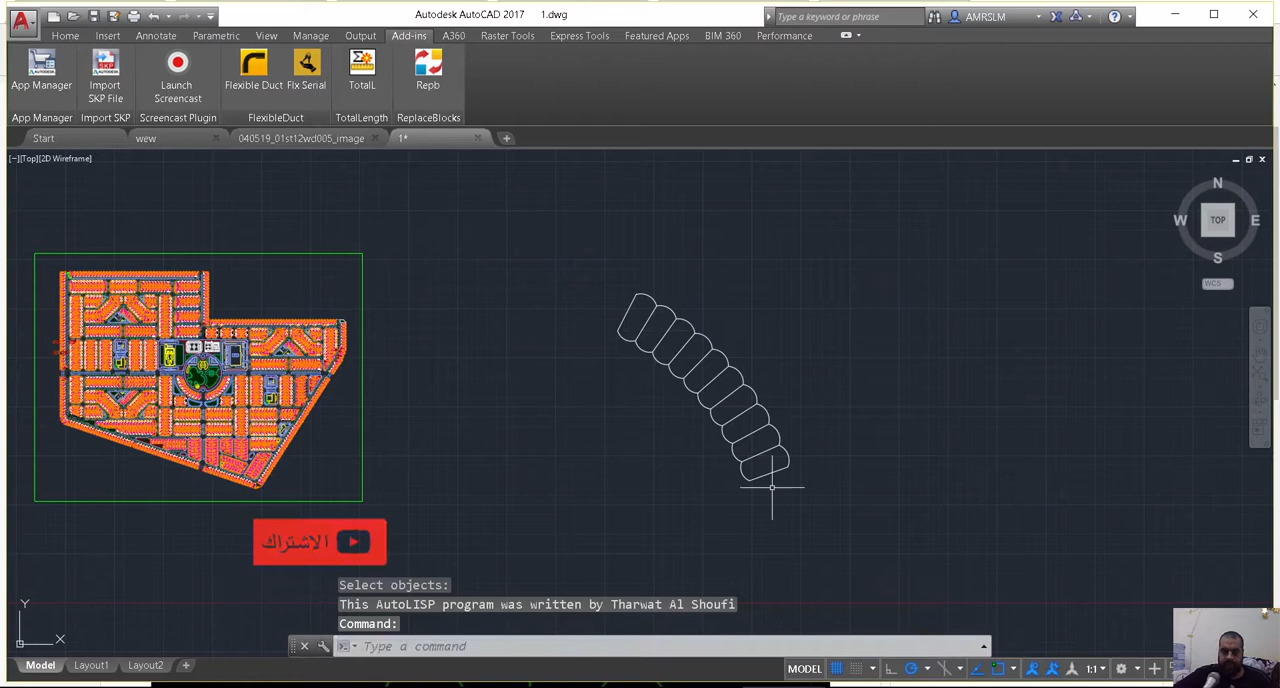 Autodesk AutoCAD 2017 1.dwg
Type a keyword or phrase
AMRSLM
Home Insert Annotate Parametric View Manage Output Add-ins A360 Raster Tools Express Tools Featured Apps BIM 360 Performance
App Manager
Import
SKP File
Launch
Screencast
Flexible Duct
Flx Serial
TotalL
Repb
App Manager Import SKP Screencast Plugin FlexibleDuct TotalLength ReplaceBlocks
Start wew 040519_01st12wd005_image 1*
[−][Top][2D Wireframe]
N
W TOP E
S
WCS
الاشتراك
Select objects:
This AutoLISP program was written by Tharwat Al Shoufi
Command:
Type a command
Y
X
Model Layout1 Layout2
MODEL 1:1